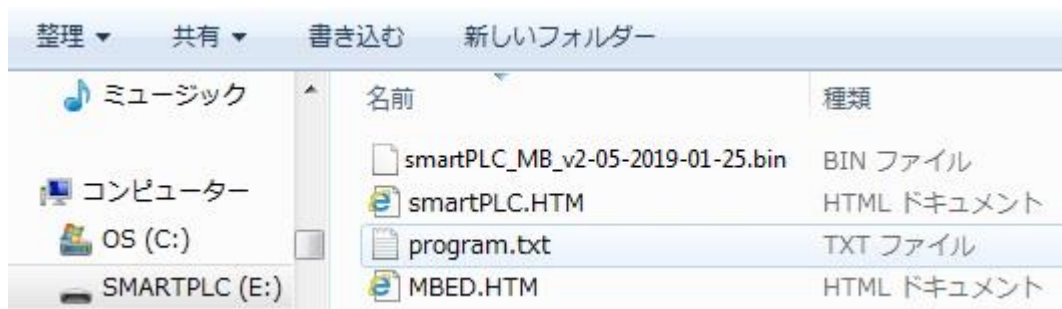 整理 共有 書き込む 新しいフォルダー
ミュージック
コンピューター
OS (C:)
SMARTPLC (E:)
名前 種類
smartPLC_MB_v2-05-2019-01-25.bin BIN ファイル
smartPLC.HTM HTML ドキュメント
program.txt TXT ファイル
MBED.HTM HTML ドキュメント